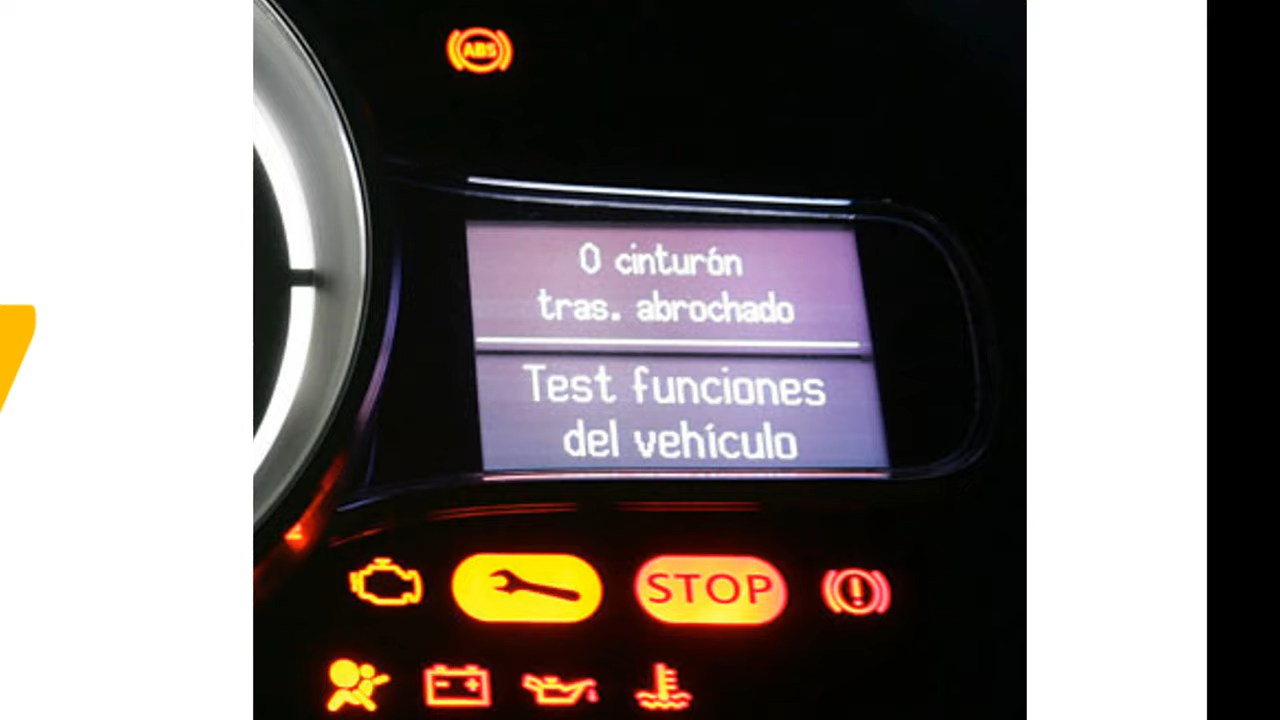 ABS
0 cinturón
tras. abrochado
Test funciones
del vehículo
STOP